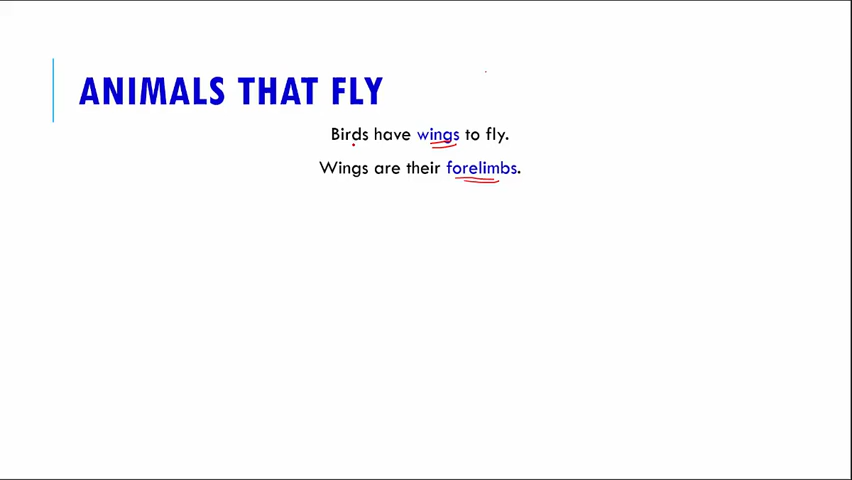 ANIMALS THAT FLY
Birds have wings to fly.
Wings are their forelimbs.